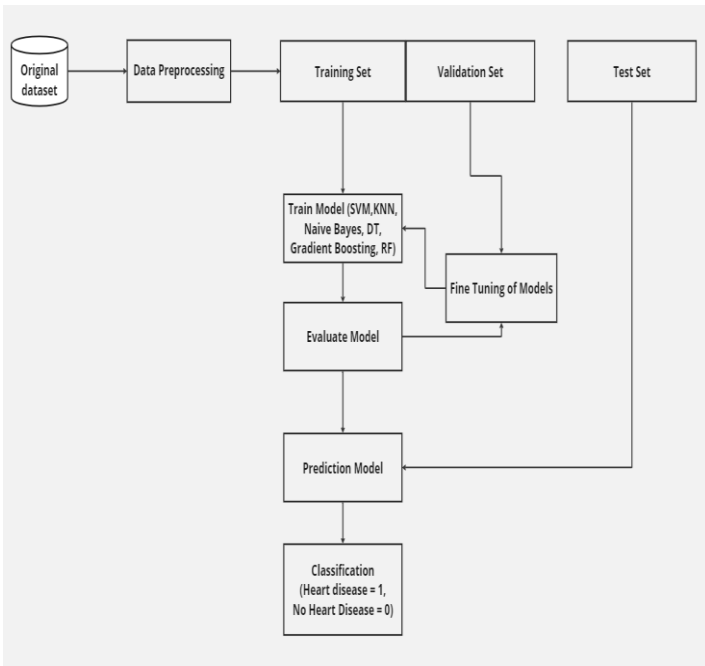 Original
dataset
Data Preprocessing
Training Set
Validation Set
Test Set
Train Model (SVM,KNN,
Naive Bayes, DT,
Gradient Boosting, RF)
Fine Tuning of Models
Evaluate Model
Prediction Model
Classification
(Heart disease = 1,
No Heart Disease = 0)